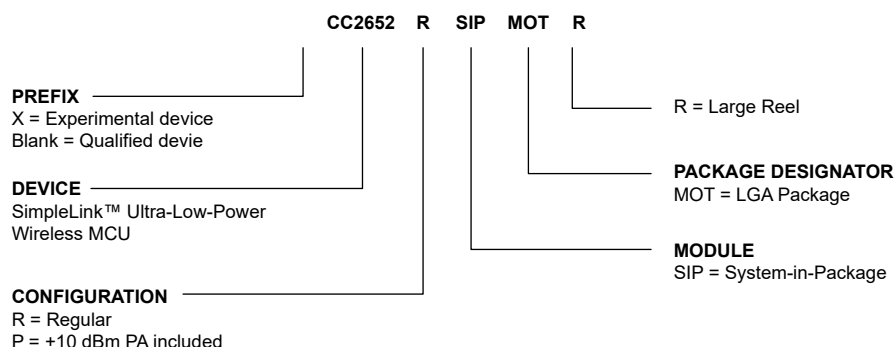 CC2652 R SIP MOT R
PREFIX
X = Experimental device
Blank = Qualified devie
DEVICE
SimpleLink™ Ultra-Low-Power
Wireless MCU
CONFIGURATION
R = Regular
P = +10 dBm PA included
R = Large Reel
PACKAGE DESIGNATOR
MOT = LGA Package
MODULE
SIP = System-in-Package